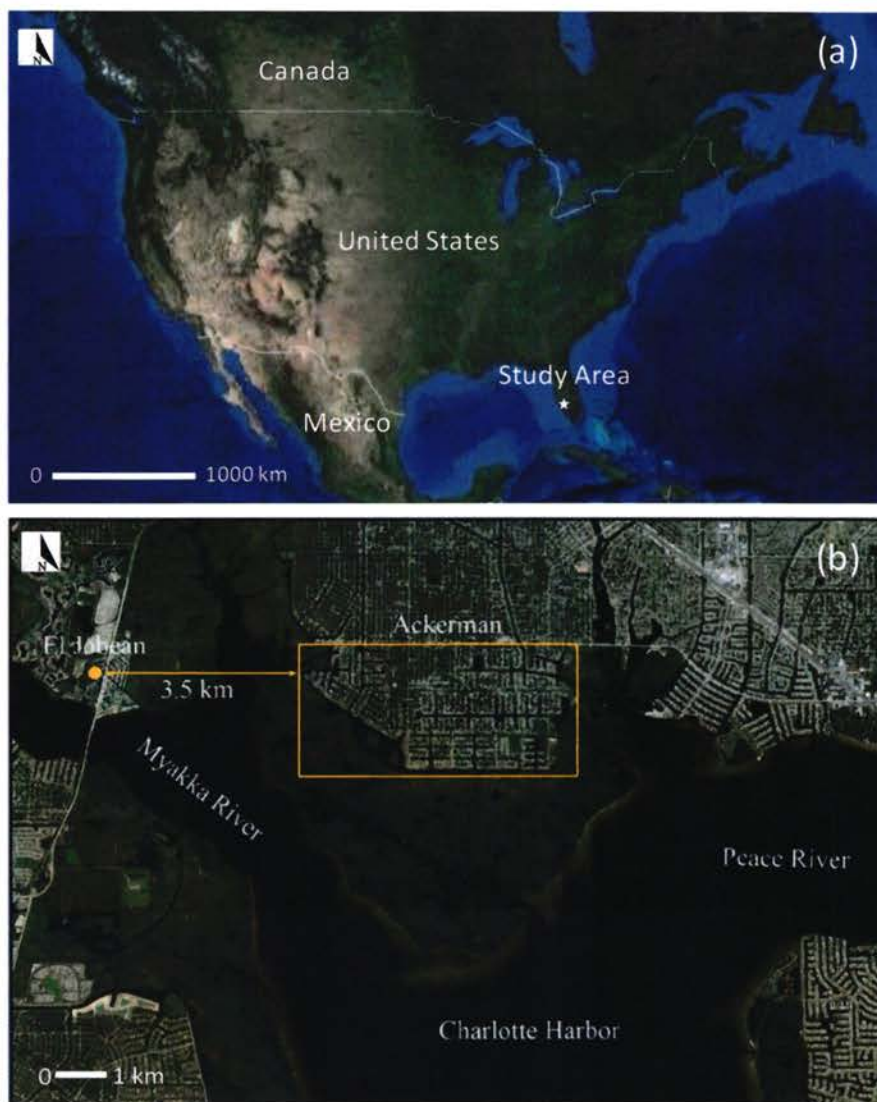 N
(a)
Canada
United States
Study Area
Mexico
0 1000 km
N
(b)
Ackerman
El Jobean
3.5 km
Myakka River
Peace River
Charlotte Harbor
0 1 km